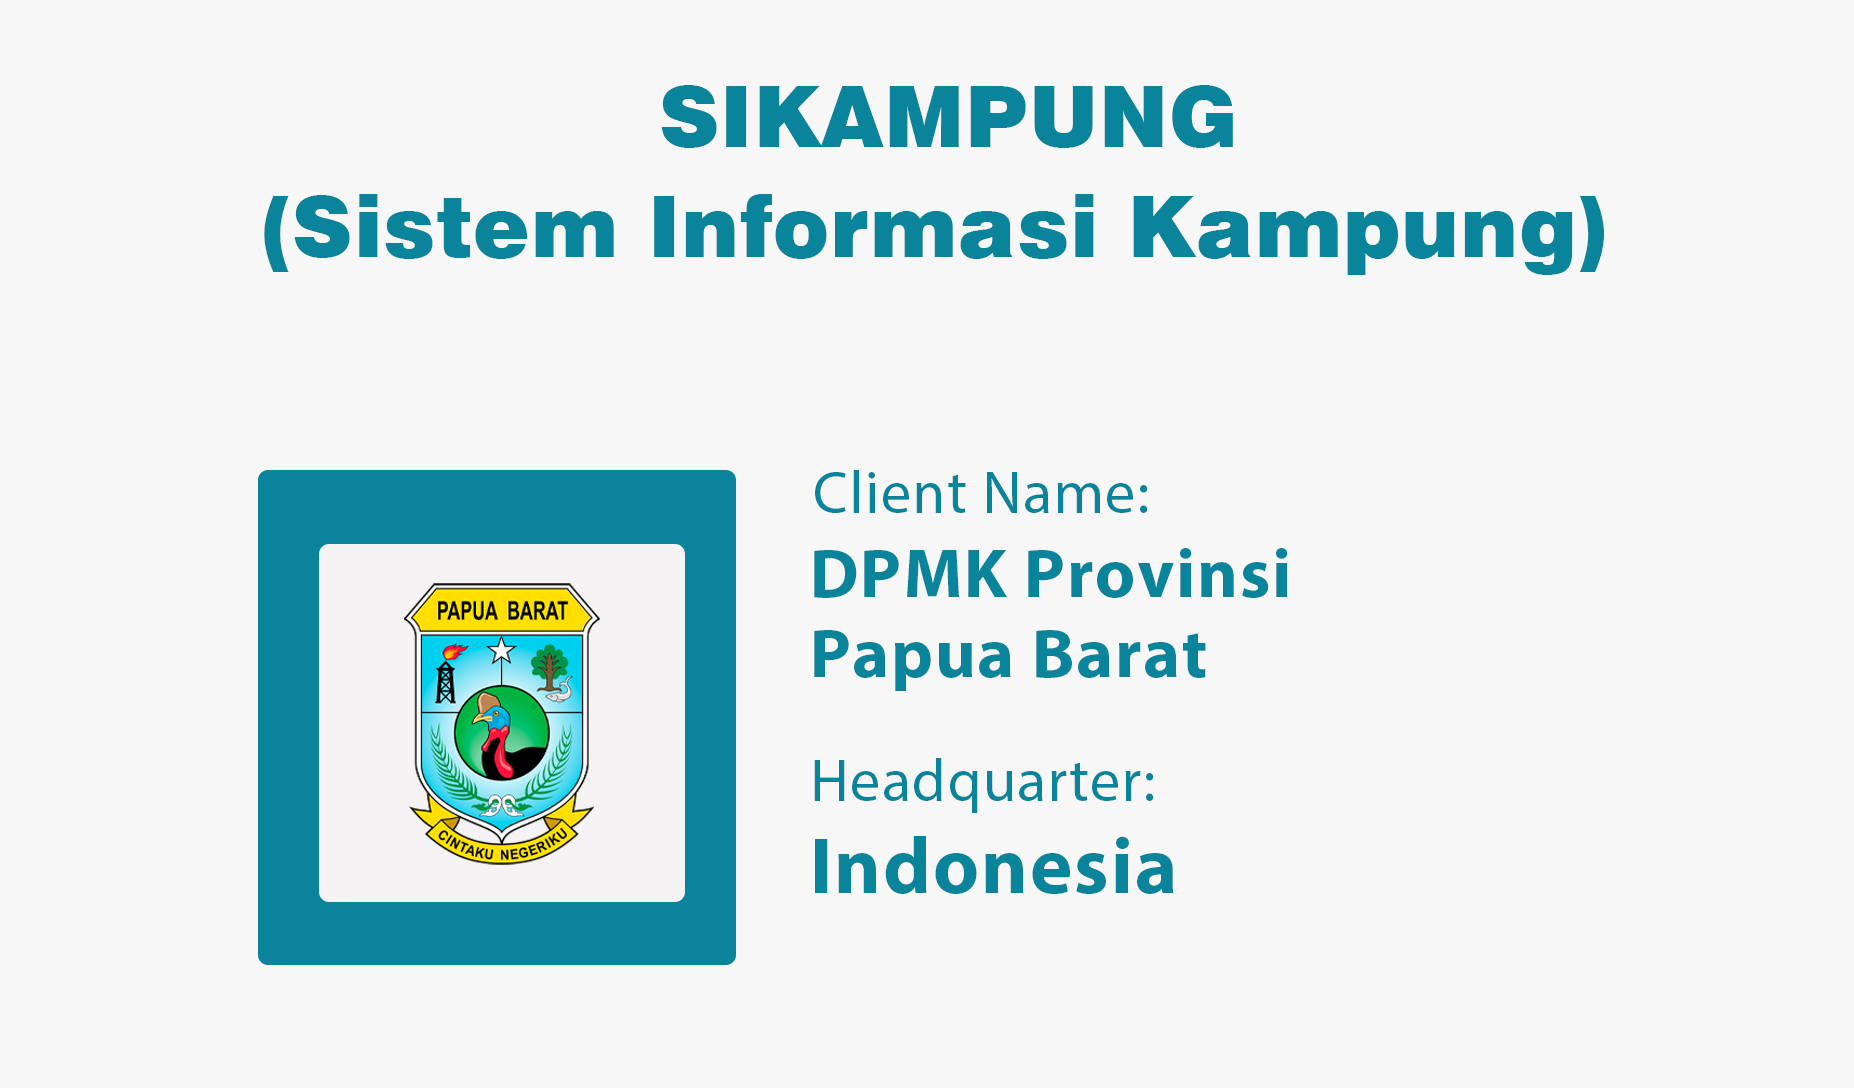 SIKAMPUNG
(Sistem Informasi Kampung)
PAPUA BARAT
CINTAKU NEGERIKU
Client Name:
DPMK Provinsi
Papua Barat
Headquarter:
Indonesia